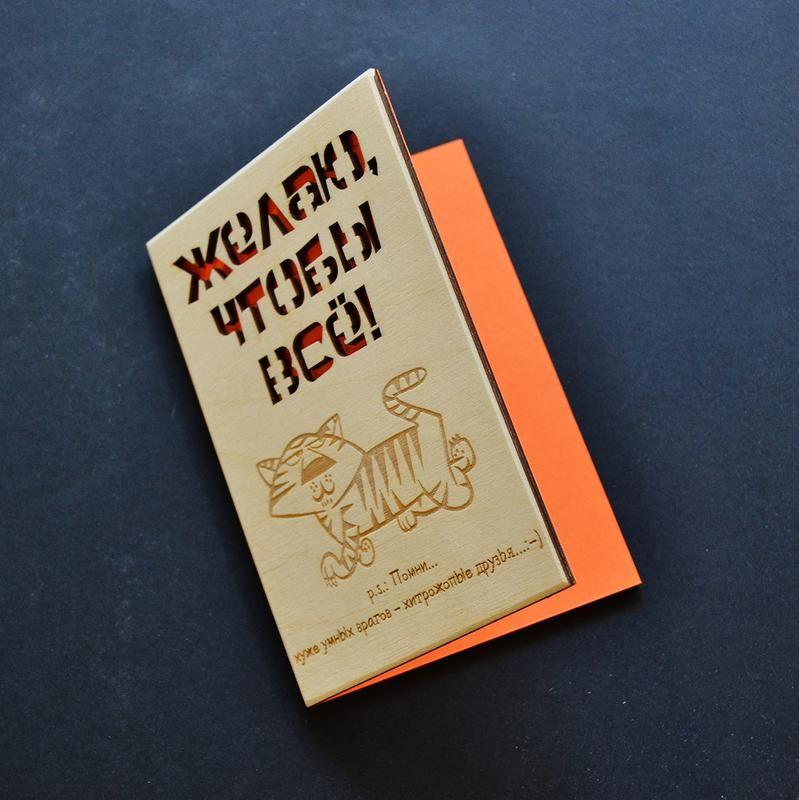 Желаю,
чтобы
всё!
p.s.: Помни...
хуже умных врагов – хитрожопые друзья...:-)